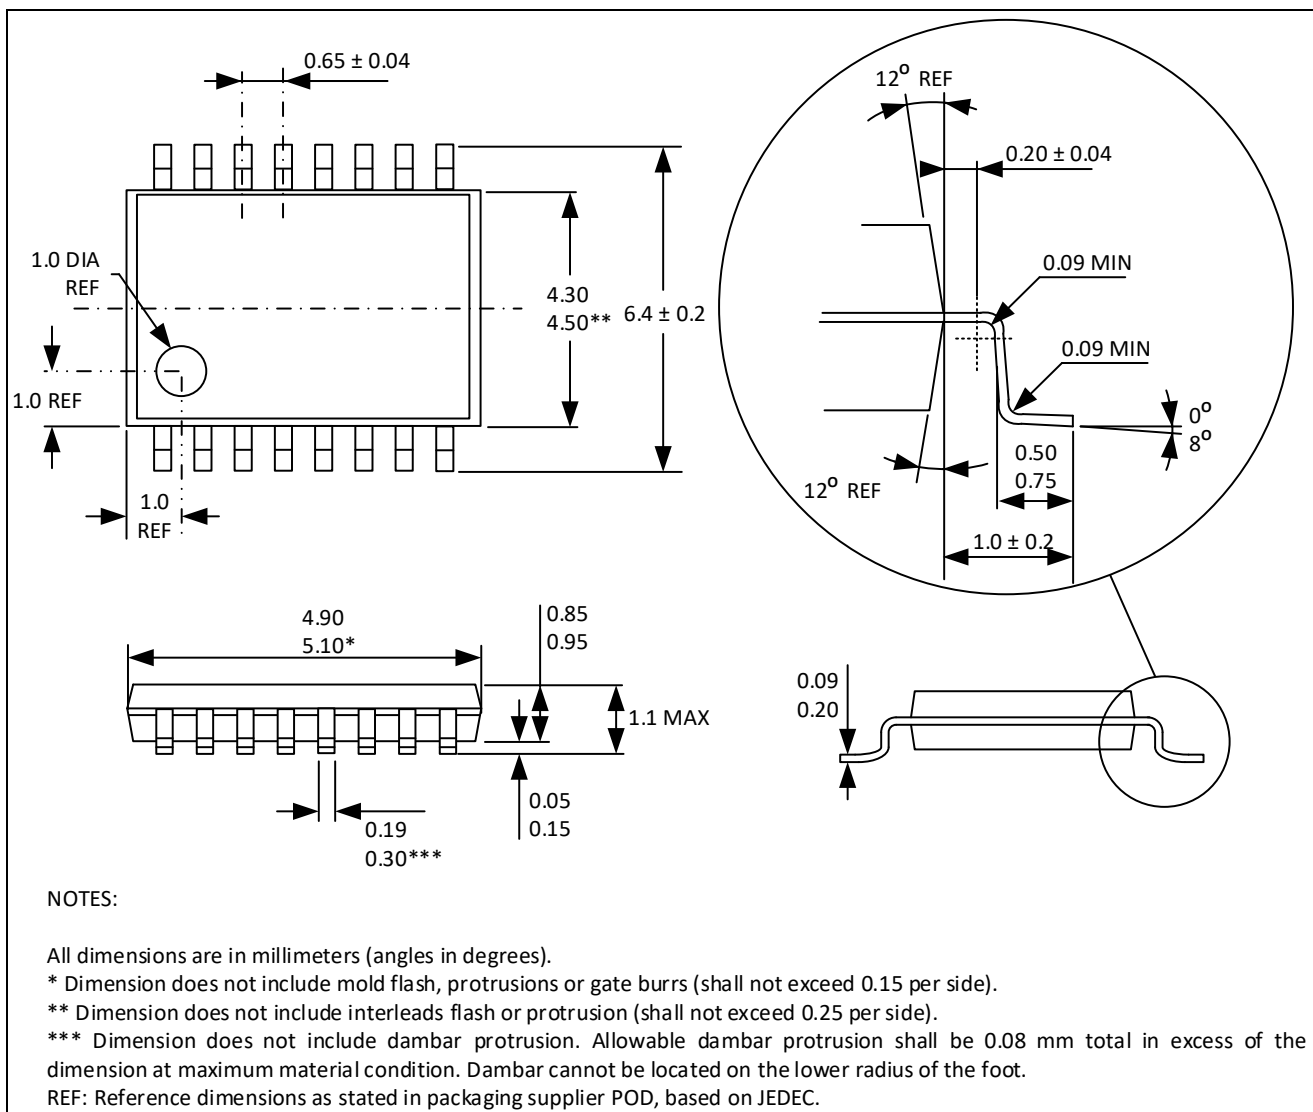 0.65 ± 0.04
12° REF
0.20 ± 0.04
1.0 DIA
REF
4.30
4.50**
6.4 ± 0.2
0.09 MIN
0.09 MIN
1.0 REF
0°
8°
0.50
0.75
12° REF
1.0
REF
1.0 ± 0.2
4.90
5.10*
0.85
0.95
1.1 MAX
0.09
0.20
0.05
0.15
0.19
0.30***
NOTES:
All dimensions are in millimeters (angles in degrees).
* Dimension does not include mold flash, protrusions or gate burrs (shall not exceed 0.15 per side).
** Dimension does not include interleads flash or protrusion (shall not exceed 0.25 per side).
*** Dimension does not include dambar protrusion. Allowable dambar protrusion shall be 0.08 mm total in excess of the
dimension at maximum material condition. Dambar cannot be located on the lower radius of the foot.
REF: Reference dimensions as stated in packaging supplier POD, based on JEDEC.